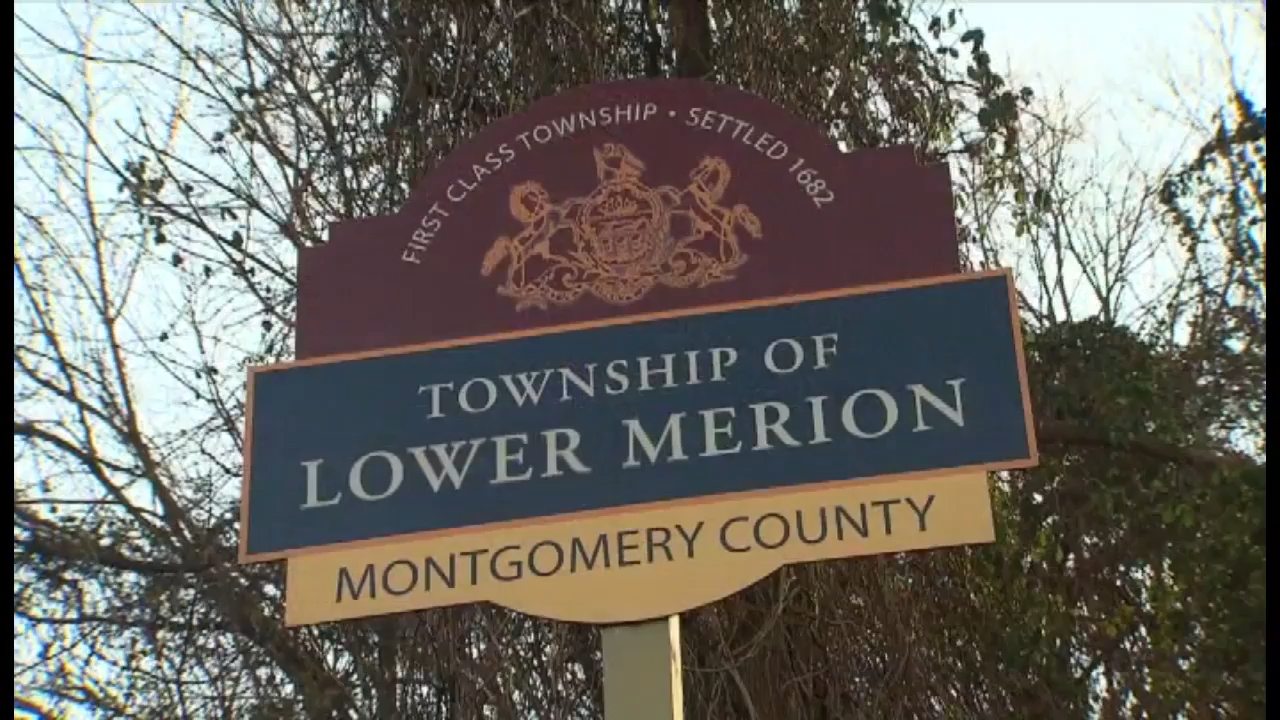 FIRST CLASS TOWNSHIP • SETTLED 1682
TOWNSHIP OF
LOWER MERION
MONTGOMERY COUNTY